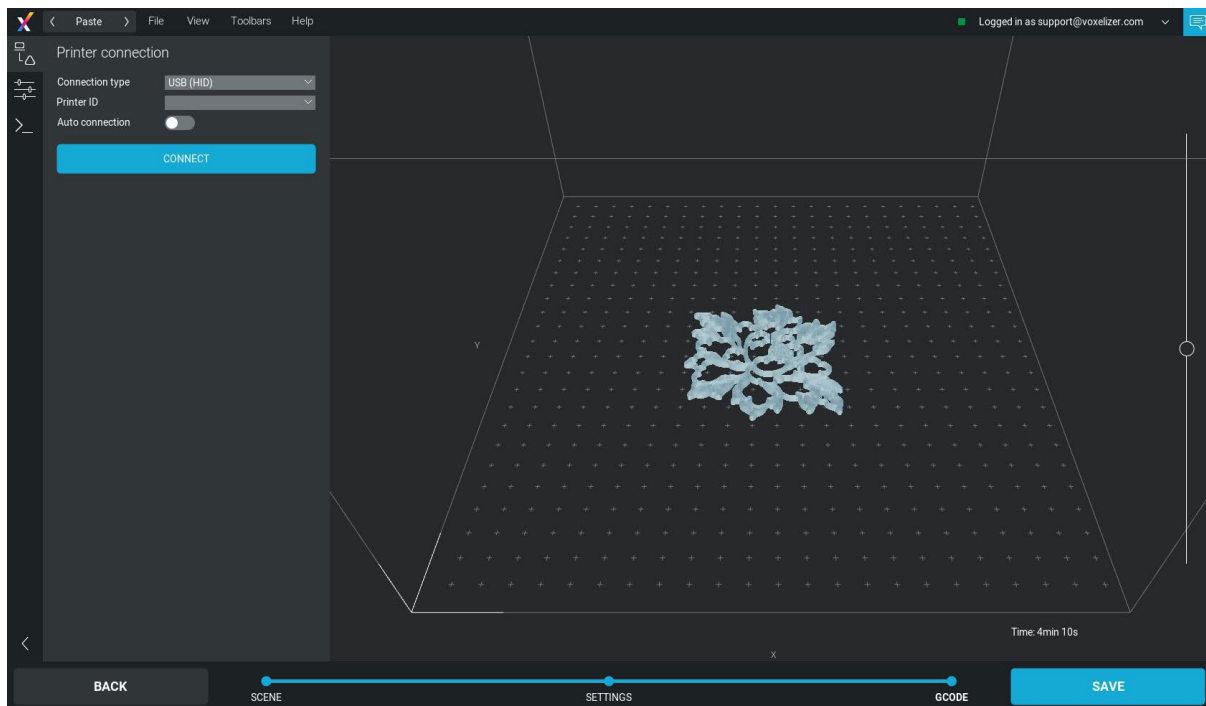 Paste File View Toolbars Help Logged in as support@voxelizer.com
Printer connection
Connection type USB (HID)
Printer ID
Auto connection
CONNECT
Y
Time: 4min 10s
X
BACK SCENE SETTINGS GCODE SAVE